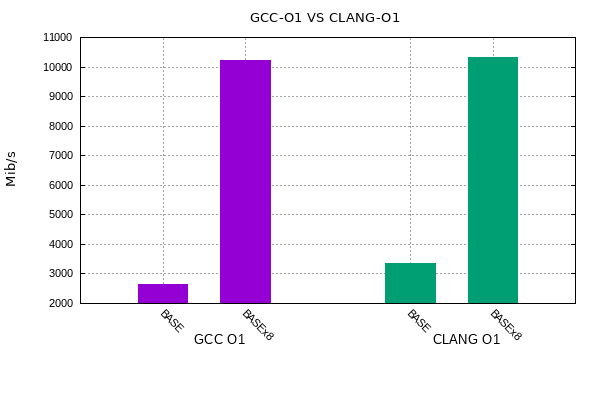 GCC-O1 VS CLANG-O1
Mib/s
11000
10000
9000
8000
7000
6000
5000
4000
3000
2000
BASE
BASEx8
BASE
BASEx8
GCC O1
CLANG O1